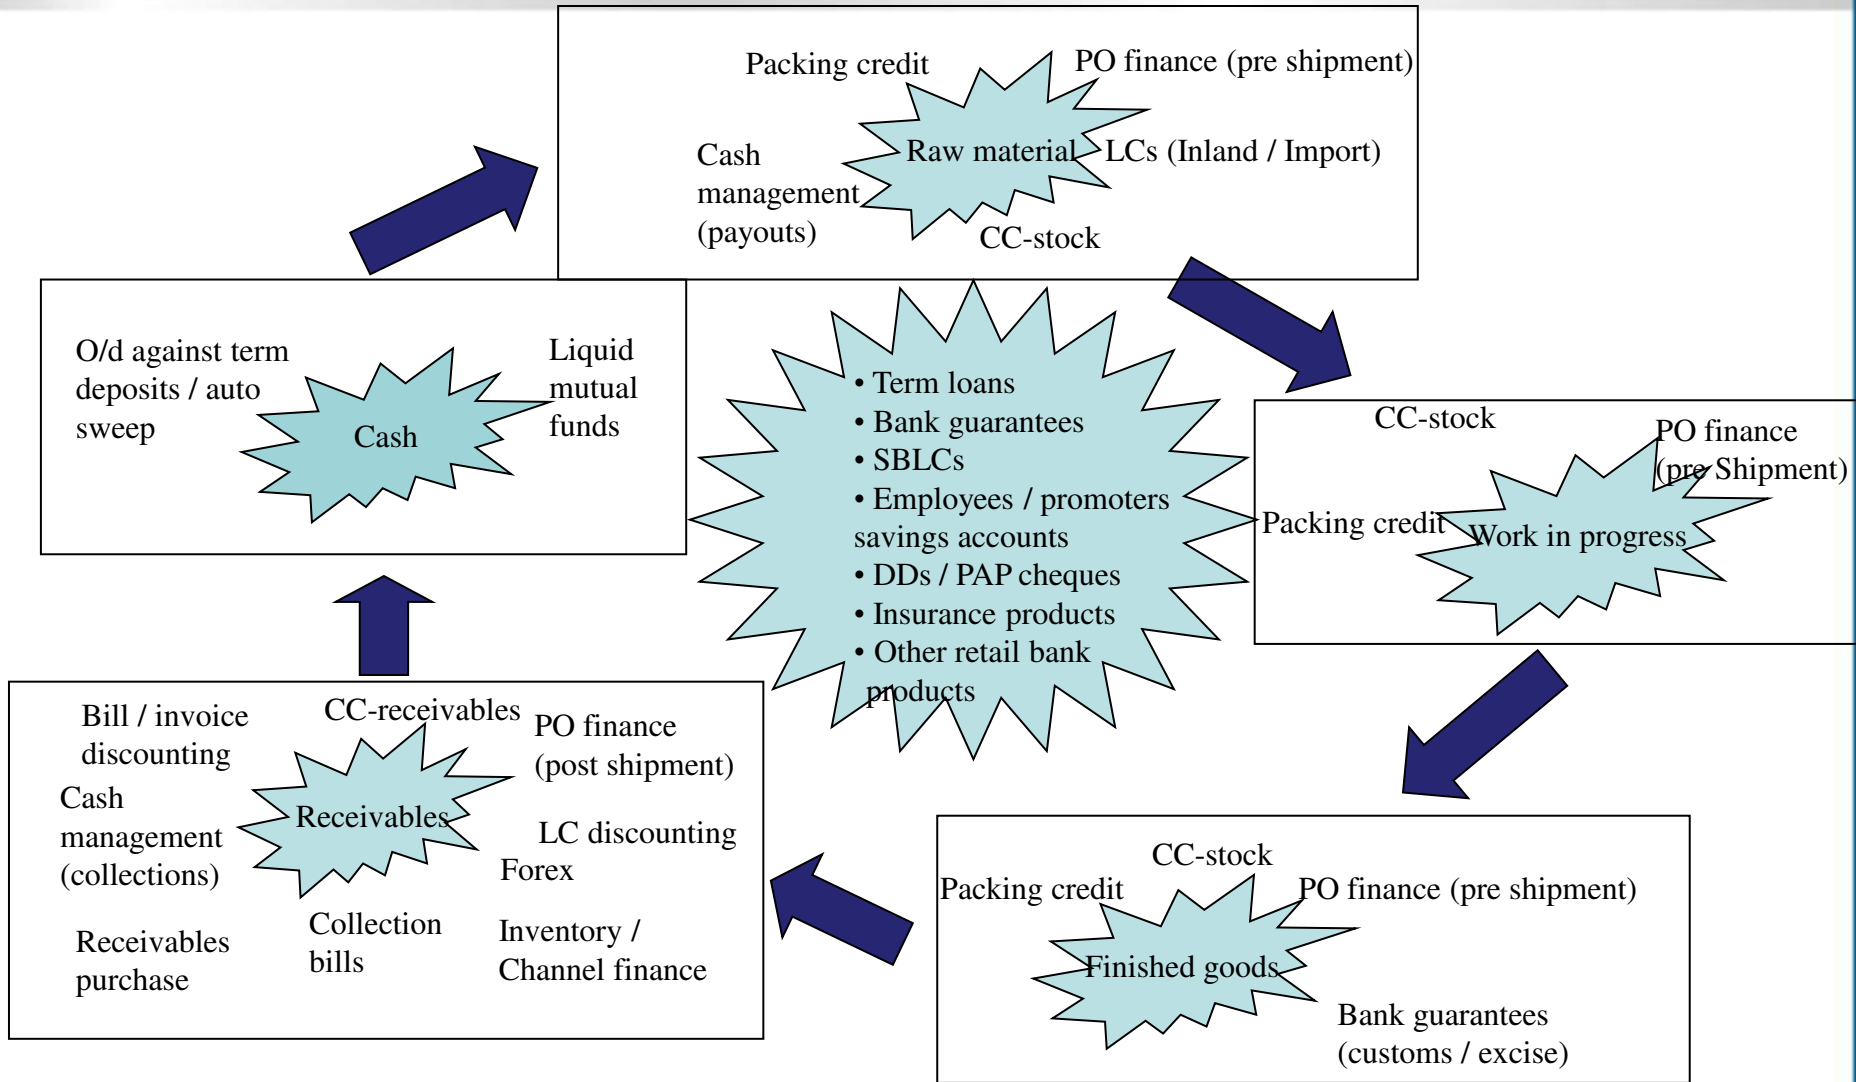 Packing credit
PO finance (pre shipment)
Raw material
LCs (Inland / Import)
Cash
management
(payouts)
CC-stock
O/d against term
deposits / auto
sweep
Cash
Liquid
mutual
funds
• Term loans
• Bank guarantees
• SBLCs
• Employees / promoters
savings accounts
• DDs / PAP cheques
• Insurance products
• Other retail bank
products
CC-stock
PO finance
(pre Shipment)
Packing credit
Work in progress
Bill / invoice
discounting
CC-receivables
PO finance
(post shipment)
Cash
management
(collections)
Receivables
LC discounting
Forex
Receivables
purchase
Collection
bills
Inventory /
Channel finance
CC-stock
Packing credit
PO finance (pre shipment)
Finished goods
Bank guarantees
(customs / excise)